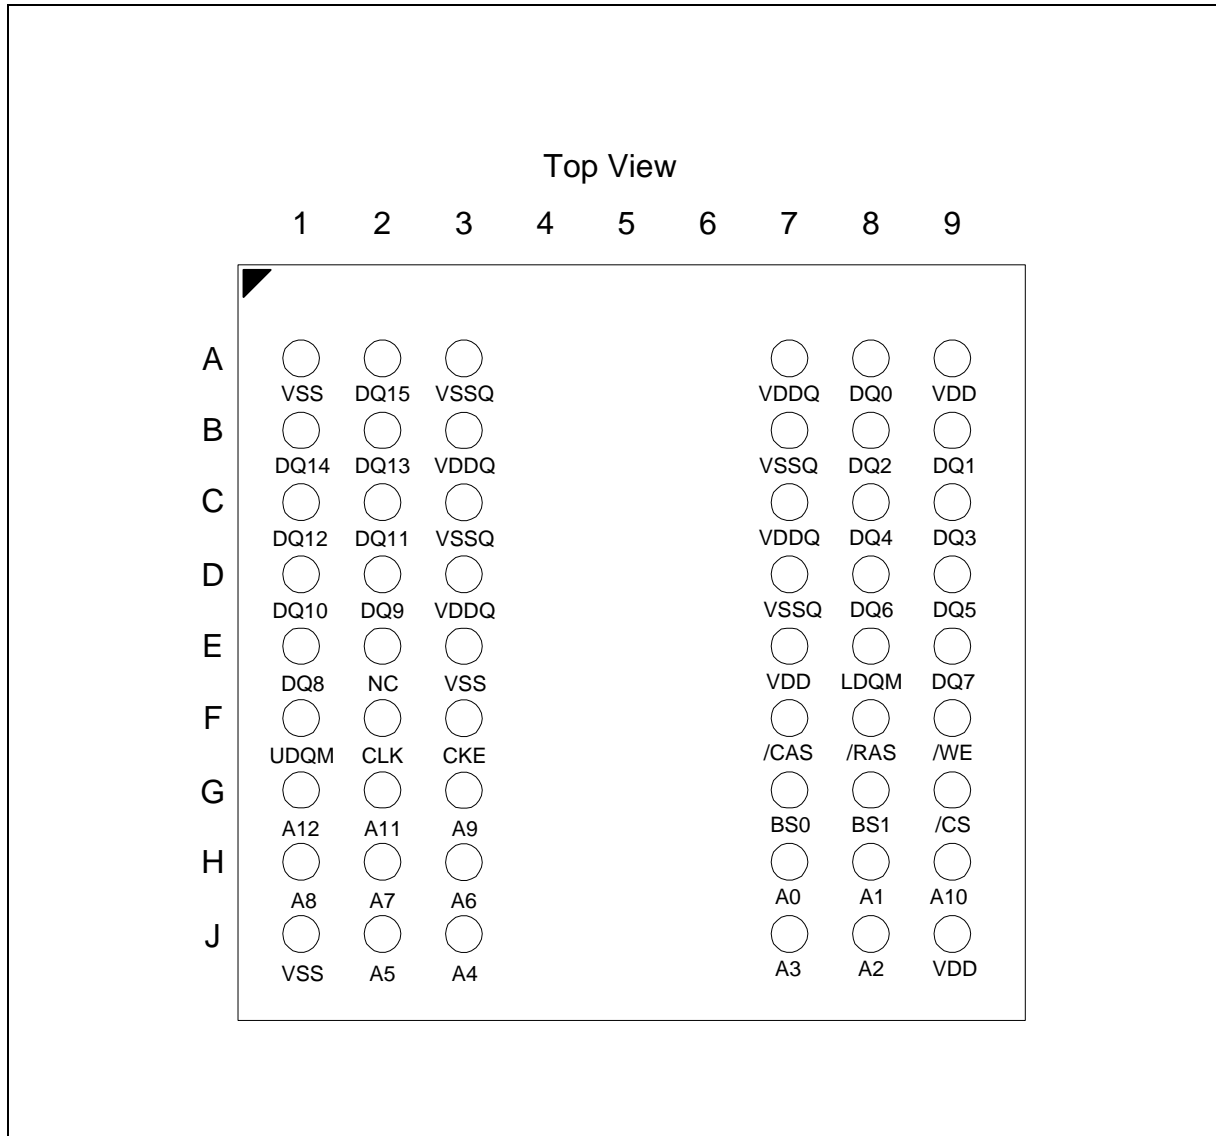 Top View
1 2 3 4 5 6 7 8 9
A
VSS DQ15 VSSQ VDDQ DQ0 VDD
B
DQ14 DQ13 VDDQ VSSQ DQ2 DQ1
C
DQ12 DQ11 VSSQ VDDQ DQ4 DQ3
D
DQ10 DQ9 VDDQ VSSQ DQ6 DQ5
E
DQ8 NC VSS VDD LDQM DQ7
F
UDQM CLK CKE /CAS /RAS /WE
G
A12 A11 A9 BS0 BS1 /CS
H
A8 A7 A6 A0 A1 A10
J
VSS A5 A4 A3 A2 VDD